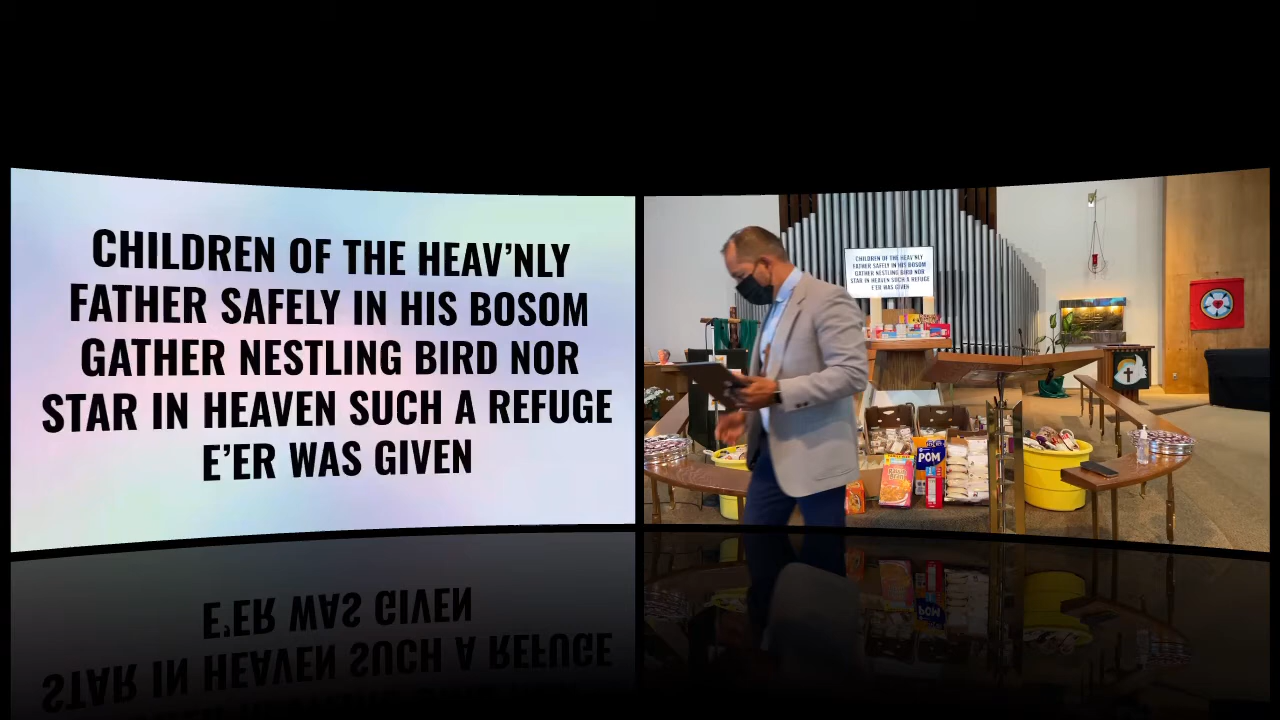 CHILDREN OF THE HEAV’NLY
FATHER SAFELY IN HIS BOSOM
GATHER NESTLING BIRD NOR
STAR IN HEAVEN SUCH A REFUGE
E’ER WAS GIVEN
CHILDREN OF THE HEAV’NLY
FATHER SAFELY IN HIS BOSOM
GATHER NESTLING BIRD NOR
STAR IN HEAVEN SUCH A REFUGE
E’ER WAS GIVEN
POM